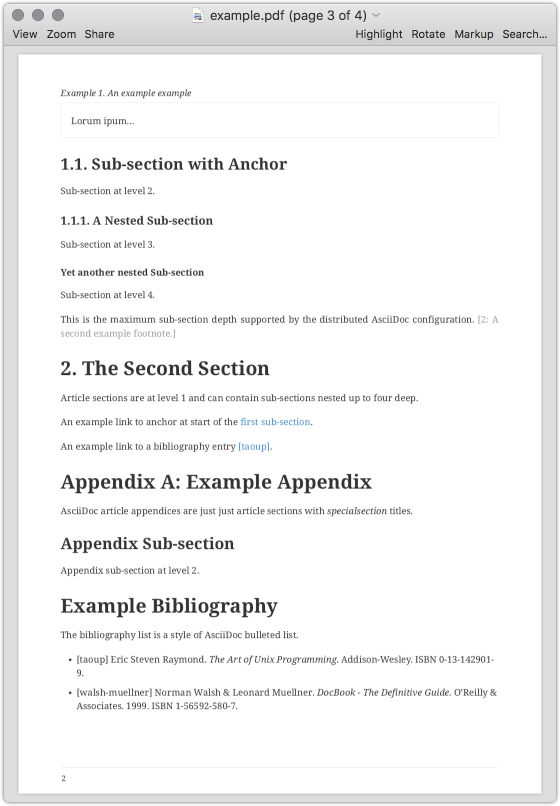 example.pdf (page 3 of 4)
View Zoom Share Highlight Rotate Markup Search...
Example 1. An example example
Lorum ipum...
1.1. Sub-section with Anchor
Sub-section at level 2.
1.1.1. A Nested Sub-section
Sub-section at level 3.
Yet another nested Sub-section
Sub-section at level 4.
This is the maximum sub-section depth supported by the distributed AsciiDoc configuration. [2: A
second example footnote.]
2. The Second Section
Article sections are at level 1 and can contain sub-sections nested up to four deep.
An example link to anchor at start of the first sub-section.
An example link to a bibliography entry [taoup].
Appendix A: Example Appendix
AsciiDoc article appendices are just just article sections with specialsection titles.
Appendix Sub-section
Appendix sub-section at level 2.
Example Bibliography
The bibliography list is a style of AsciiDoc bulleted list.
• [taoup] Eric Steven Raymond. The Art of Unix Programming. Addison-Wesley. ISBN 0-13-142901-
9.
• [walsh-muellner] Norman Walsh & Leonard Muellner. DocBook - The Definitive Guide. O'Reilly &
Associates. 1999. ISBN 1-56592-580-7.
2